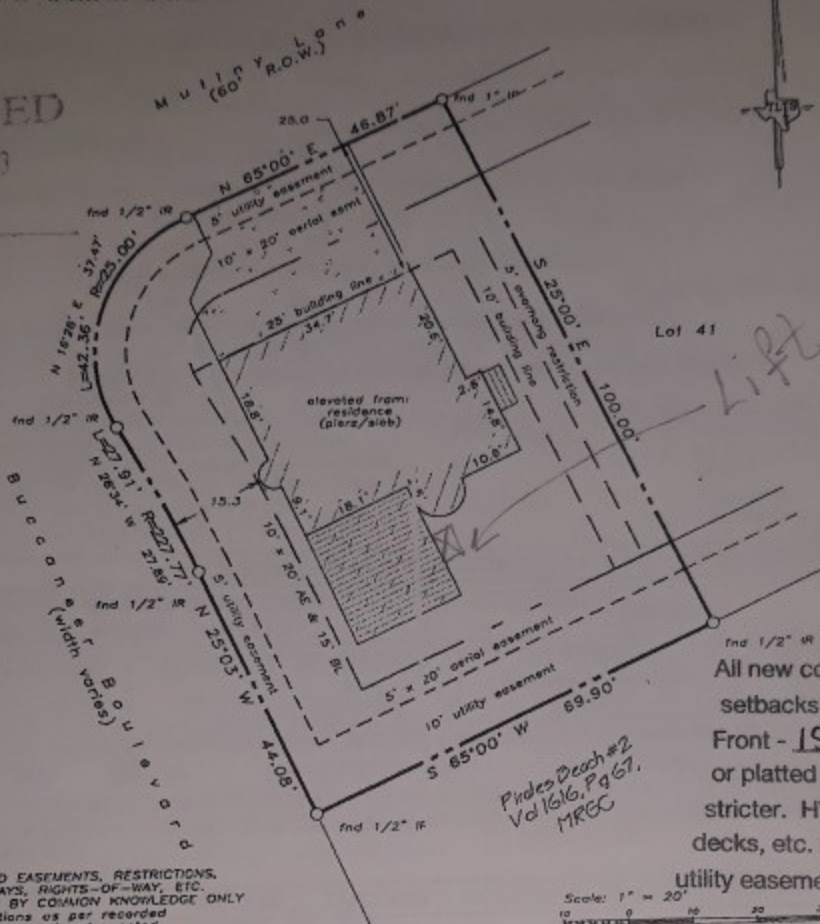 Mutiny Lane
(60' R.O.W.)
ED
25.0
46.87'
fnd 1" IP
N 65°00' E
fnd 1/2" IR
5' utility easement
10' x 20' aerial esmt
37.47'
R=25.00'
N 16°28' E
L=42.36'
25' building line
34.7'
20.5'
S 25°00' E
100.00'
5' overhang restriction
10' building line
Lot 41
Lift
elevated frame
residence
(piers/slab)
18.8'
14.8'
10.8'
fnd 1/2" IR
L=27.91' R=227.77'
N 26°34' W 27.89'
15.3
9.1'
18.1'
10' x 20' AE & 15' BL
Buccaneer Boulevard
(width varies)
fnd 1/2" IR
5' utility easement
N 25°03' W
44.08'
5' x 20' aerial easement
10' utility easement
S 65°00' W
69.90'
fnd 1/2" IR
fnd 1/2" IR
Vol 1616, Pg 67,
MRGC
All new co
setbacks
Front -
or platted
stricter. H
decks, etc.
utility easeme
D EASEMENTS, RESTRICTIONS,
AYS, RIGHTS-OF-WAY, ETC.
BY COMMON KNOWLEDGE ONLY
tions as per recorded
Scale: 1" = 20'
10 0 10 20